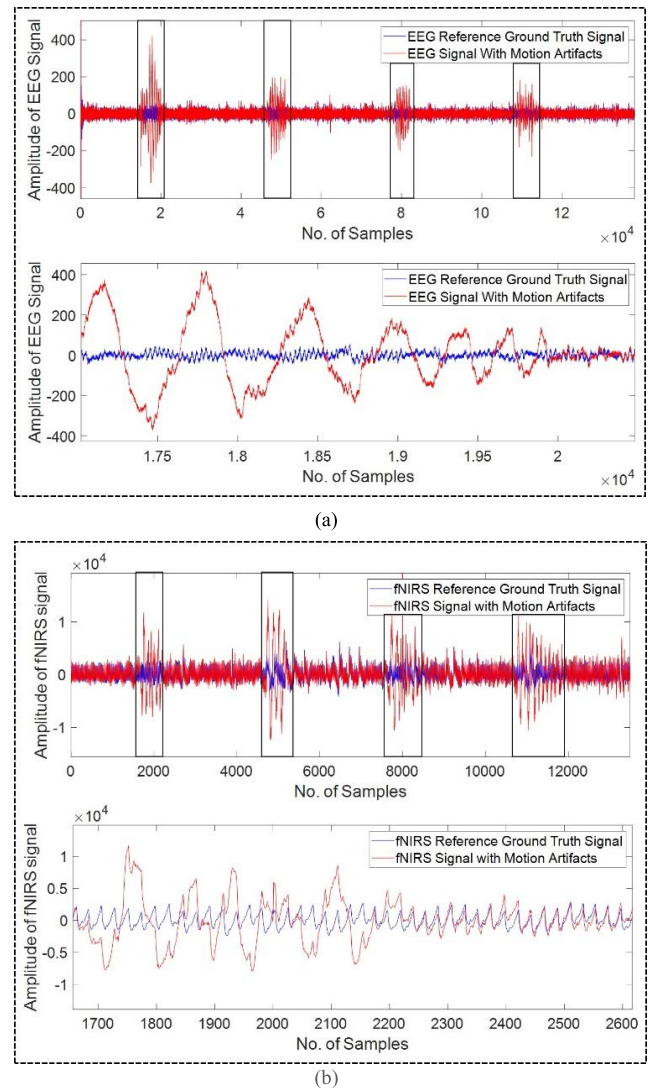 EEG Reference Ground Truth Signal
EEG Signal With Motion Artifacts
Amplitude of EEG Signal
400
200
0
-200
-400
0 2 4 6 8 10 12
No. of Samples
× 10^4
EEG Reference Ground Truth Signal
EEG Signal With Motion Artifacts
Amplitude of EEG Signal
400
200
0
-200
-400
1.75 1.8 1.85 1.9 1.95 2
No. of Samples
× 10^4
(a)
× 10^4
fNIRS Reference Ground Truth Signal
fNIRS Signal with Motion Artifacts
Amplitude of fNIRS signal
1
0
-1
0 2000 4000 6000 8000 10000 12000
No. of Samples
× 10^4
fNIRS Reference Ground Truth Signal
fNIRS Signal with Motion Artifacts
Amplitude of fNIRS signal
1
0.5
0
-0.5
-1
1700 1800 1900 2000 2100 2200 2300 2400 2500 2600
No. of Samples
(b)